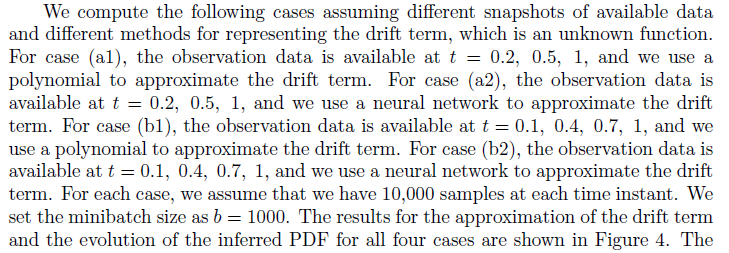 We compute the following cases assuming different snapshots of available data
and different methods for representing the drift term, which is an unknown function.
For case (a1), the observation data is available at t = 0.2, 0.5, 1, and we use a
polynomial to approximate the drift term. For case (a2), the observation data is
available at t = 0.2, 0.5, 1, and we use a neural network to approximate the drift
term. For case (b1), the observation data is available at t = 0.1, 0.4, 0.7, 1, and we
use a polynomial to approximate the drift term. For case (b2), the observation data is
available at t = 0.1, 0.4, 0.7, 1, and we use a neural network to approximate the drift
term. For each case, we assume that we have 10,000 samples at each time instant. We
set the minibatch size as b = 1000. The results for the approximation of the drift term
and the evolution of the inferred PDF for all four cases are shown in Figure 4. The